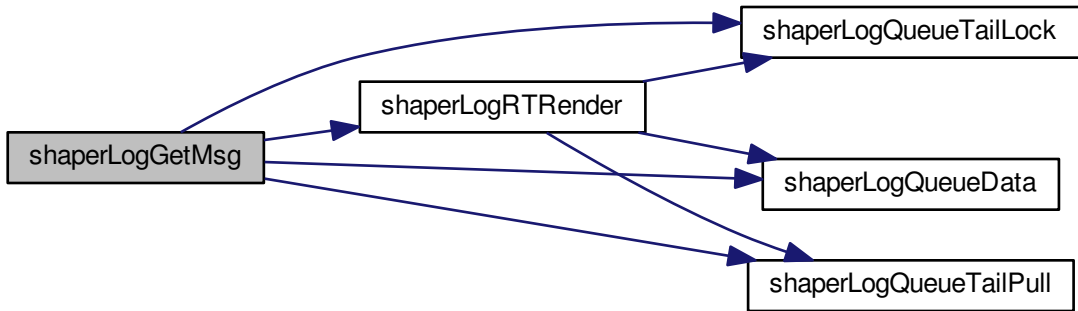 shaperLogQueueTailLock
shaperLogRTRender
shaperLogGetMsg
shaperLogQueueData
shaperLogQueueTailPull